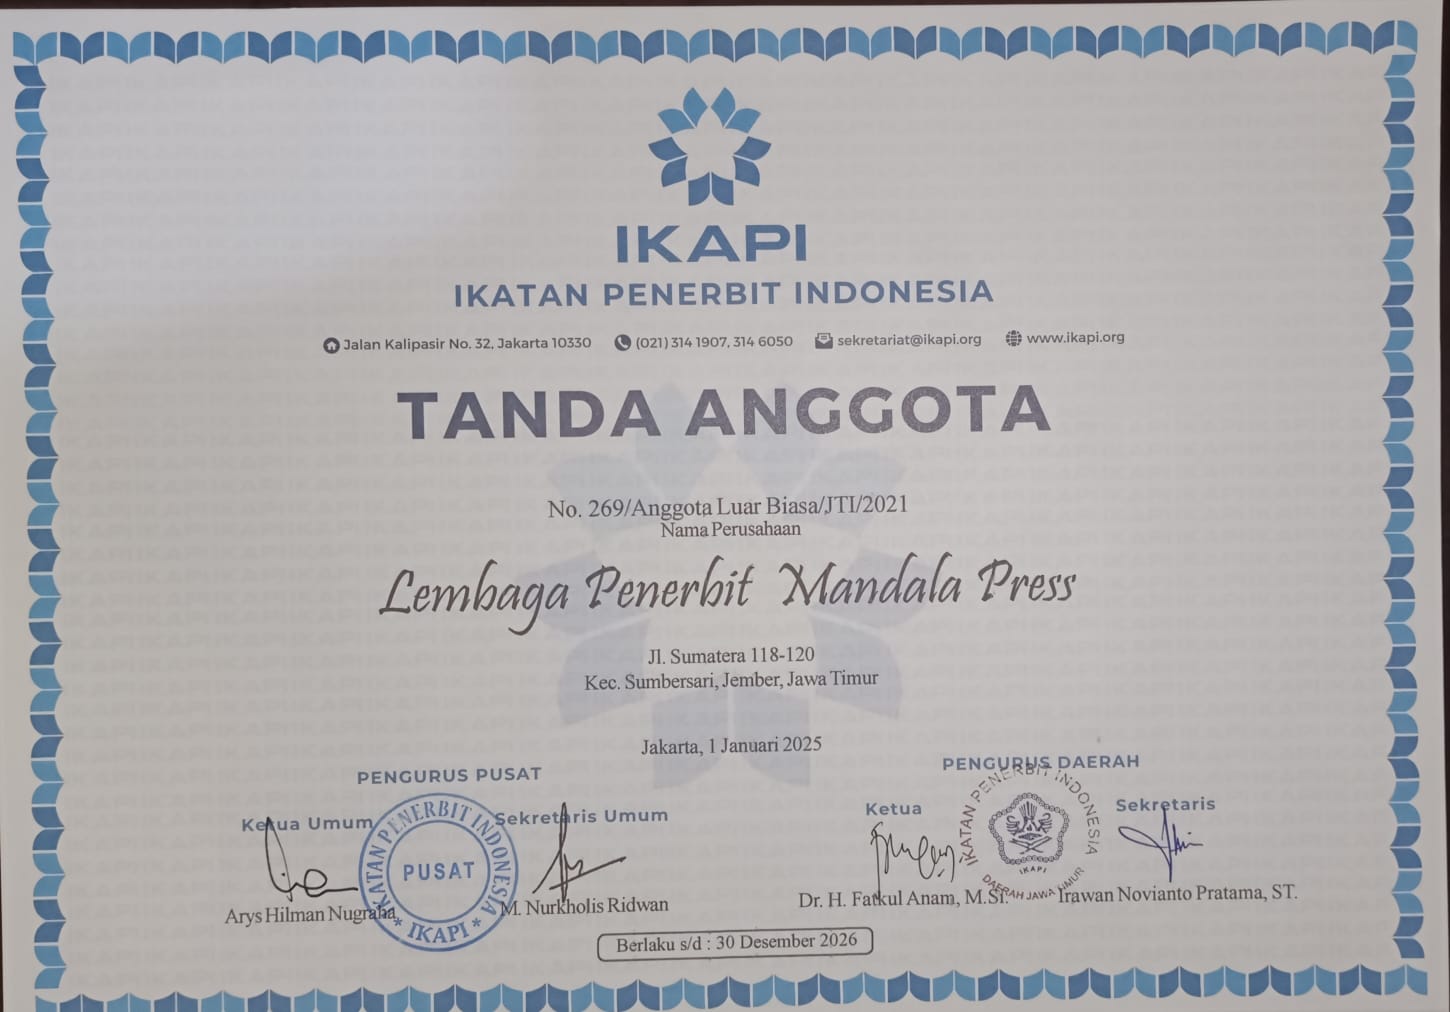 IKAPI
IKATAN PENERBIT INDONESIA
Jalan Kalipasir No. 32, Jakarta 10330 (021) 314 1907, 314 6050 sekretariat@ikapi.org www.ikapi.org
TANDA ANGGOTA
No. 269/Anggota Luar Biasa/JTI/2021
Nama Perusahaan
Lembaga Penerbit Mandala Press
Jl. Sumatera 118-120
Kec. Sumbersari, Jember, Jawa Timur
Jakarta, 1 Januari 2025
PENGURUS PUSAT
Ketua Umum
Sekretaris Umum
IKATAN PENERBIT INDONESIA
PUSAT
* IKAPI *
Arys Hilman Nugraha
M. Nurkholis Ridwan
PENGURUS DAERAH
Ketua
Sekretaris
IKATAN PENERBIT INDONESIA
IKAPI
DAERAH JAWA TIMUR
Dr. H. Fatkul Anam, M.Si.
Irawan Novianto Pratama, ST.
Berlaku s/d : 30 Desember 2026